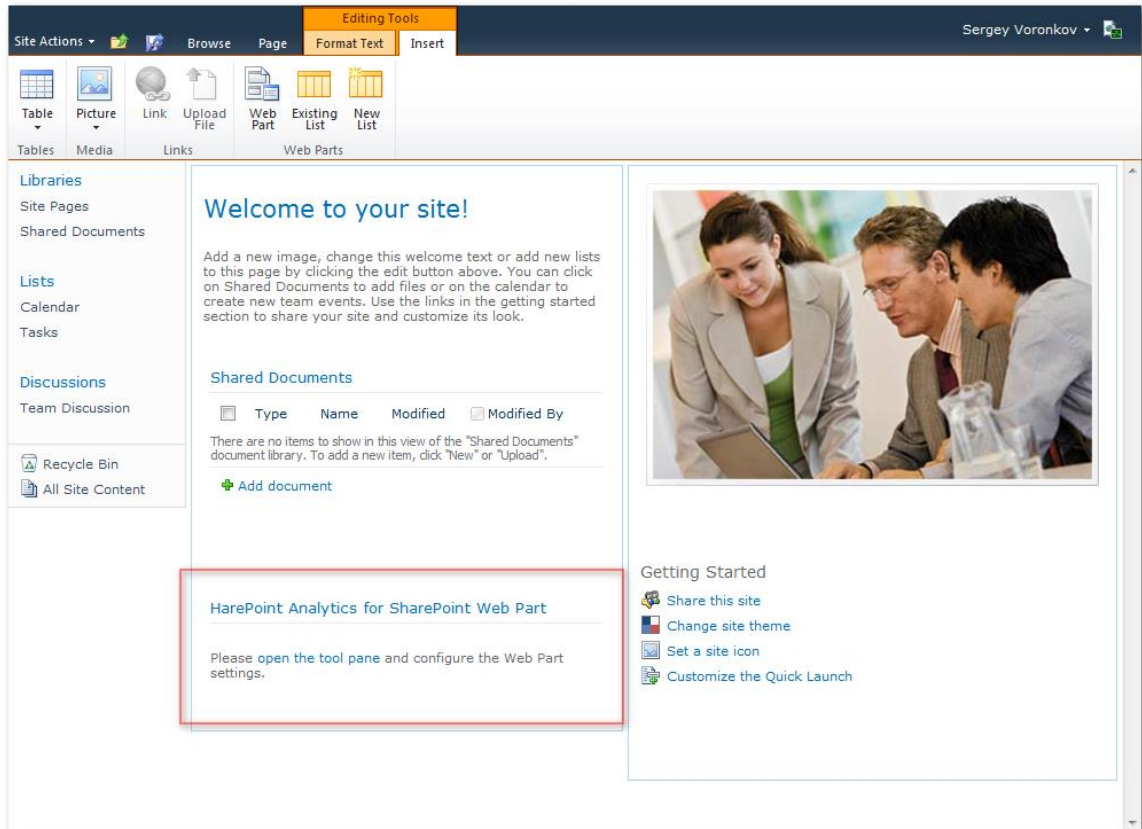 Editing Tools
Site Actions Browse Page Format Text Insert Sergey Voronkov
Table Picture Link Upload File Web Part Existing List New List
Tables Media Links Web Parts
Libraries
Site Pages
Shared Documents
Lists
Calendar
Tasks
Discussions
Team Discussion
Recycle Bin
All Site Content
Welcome to your site!
Add a new image, change this welcome text or add new lists
to this page by clicking the edit button above. You can click
on Shared Documents to add files or on the calendar to
create new team events. Use the links in the getting started
section to share your site and customize its look.
Shared Documents
Type Name Modified Modified By
There are no items to show in this view of the "Shared Documents"
document library. To add a new item, click "New" or "Upload".
Add document
HarePoint Analytics for SharePoint Web Part
Please open the tool pane and configure the Web Part
settings.
Getting Started
Share this site
Change site theme
Set a site icon
Customize the Quick Launch